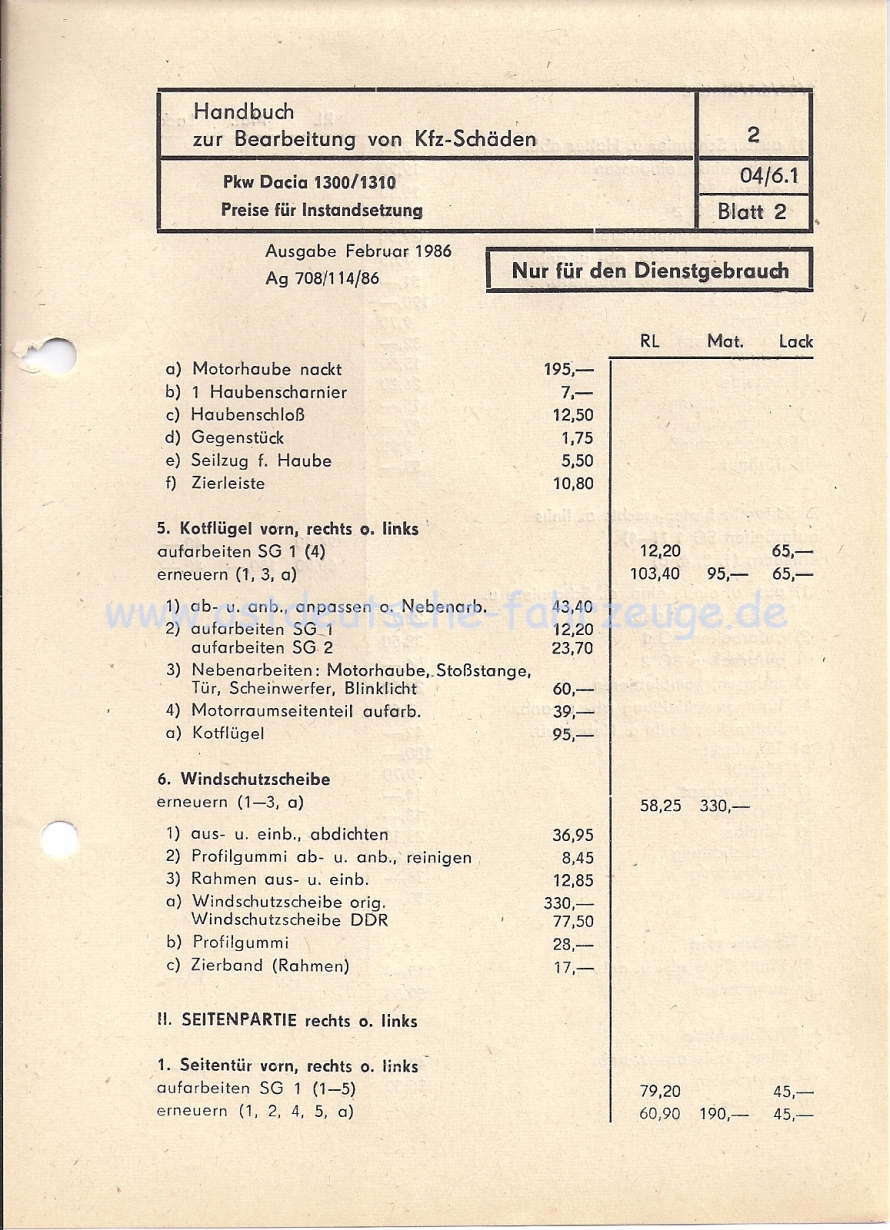 Handbuch
zur Bearbeitung von Kfz-Schäden
2
Pkw Dacia 1300/1310
Preise für Instandsetzung
04/6.1
Blatt 2
Ausgabe Februar 1986
Ag 708/114/86
Nur für den Dienstgebrauch
RL Mat. Lack
a) Motorhaube nackt 195,—
b) 1 Haubenscharnier 7,—
c) Haubenschloß 12,50
d) Gegenstück 1,75
e) Seilzug f. Haube 5,50
f) Zierleiste 10,80
5. Kotflügel vorn, rechts o. links
aufarbeiten SG 1 (4) 12,20 65,—
erneuern (1, 3, a) 103,40 95,— 65,—
www.ostdeutsche-fahrzeuge.de
1) ab- u. anb., anpassen o. Nebenarb. 43,40
2) aufarbeiten SG 1 12,20
aufarbeiten SG 2 23,70
3) Nebenarbeiten: Motorhaube, Stoßstange,
Tür, Scheinwerfer, Blinklicht 60,—
4) Motorraumseitenteil aufarb. 39,—
a) Kotflügel 95,—
6. Windschutzscheibe
erneuern (1—3, a) 58,25 330,—
1) aus- u. einb., abdichten 36,95
2) Profilgummi ab- u. anb., reinigen 8,45
3) Rahmen aus- u. einb. 12,85
a) Windschutzscheibe orig. 330,—
Windschutzscheibe DDR 77,50
b) Profilgummi 28,—
c) Zierband (Rahmen) 17,—
II. SEITENPARTIE rechts o. links
1. Seitentür vorn, rechts o. links
aufarbeiten SG 1 (1—5) 79,20 45,—
erneuern (1, 2, 4, 5, a) 60,90 190,— 45,—